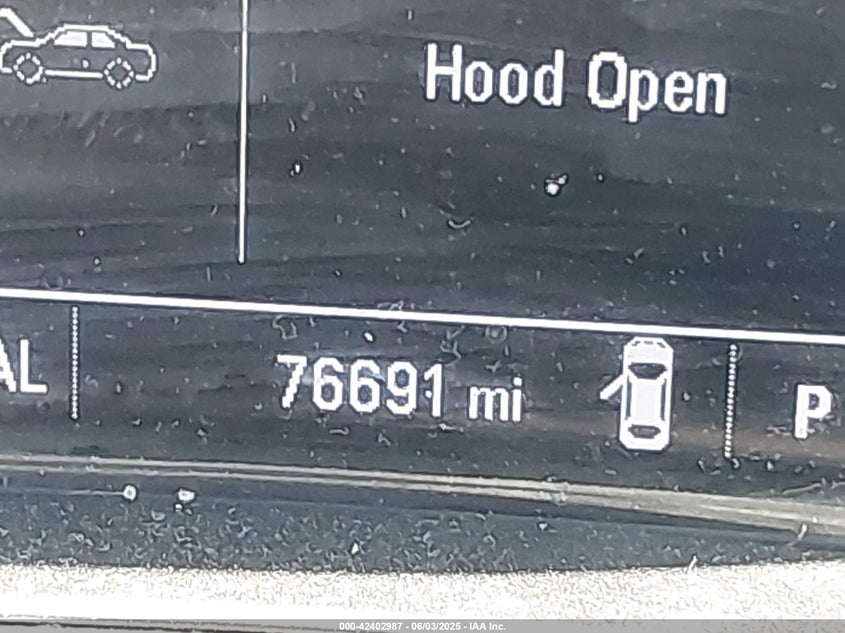 Hood Open
AL
76691 mi
P
000-42402987 - 06/03/2025 - IAA Inc.